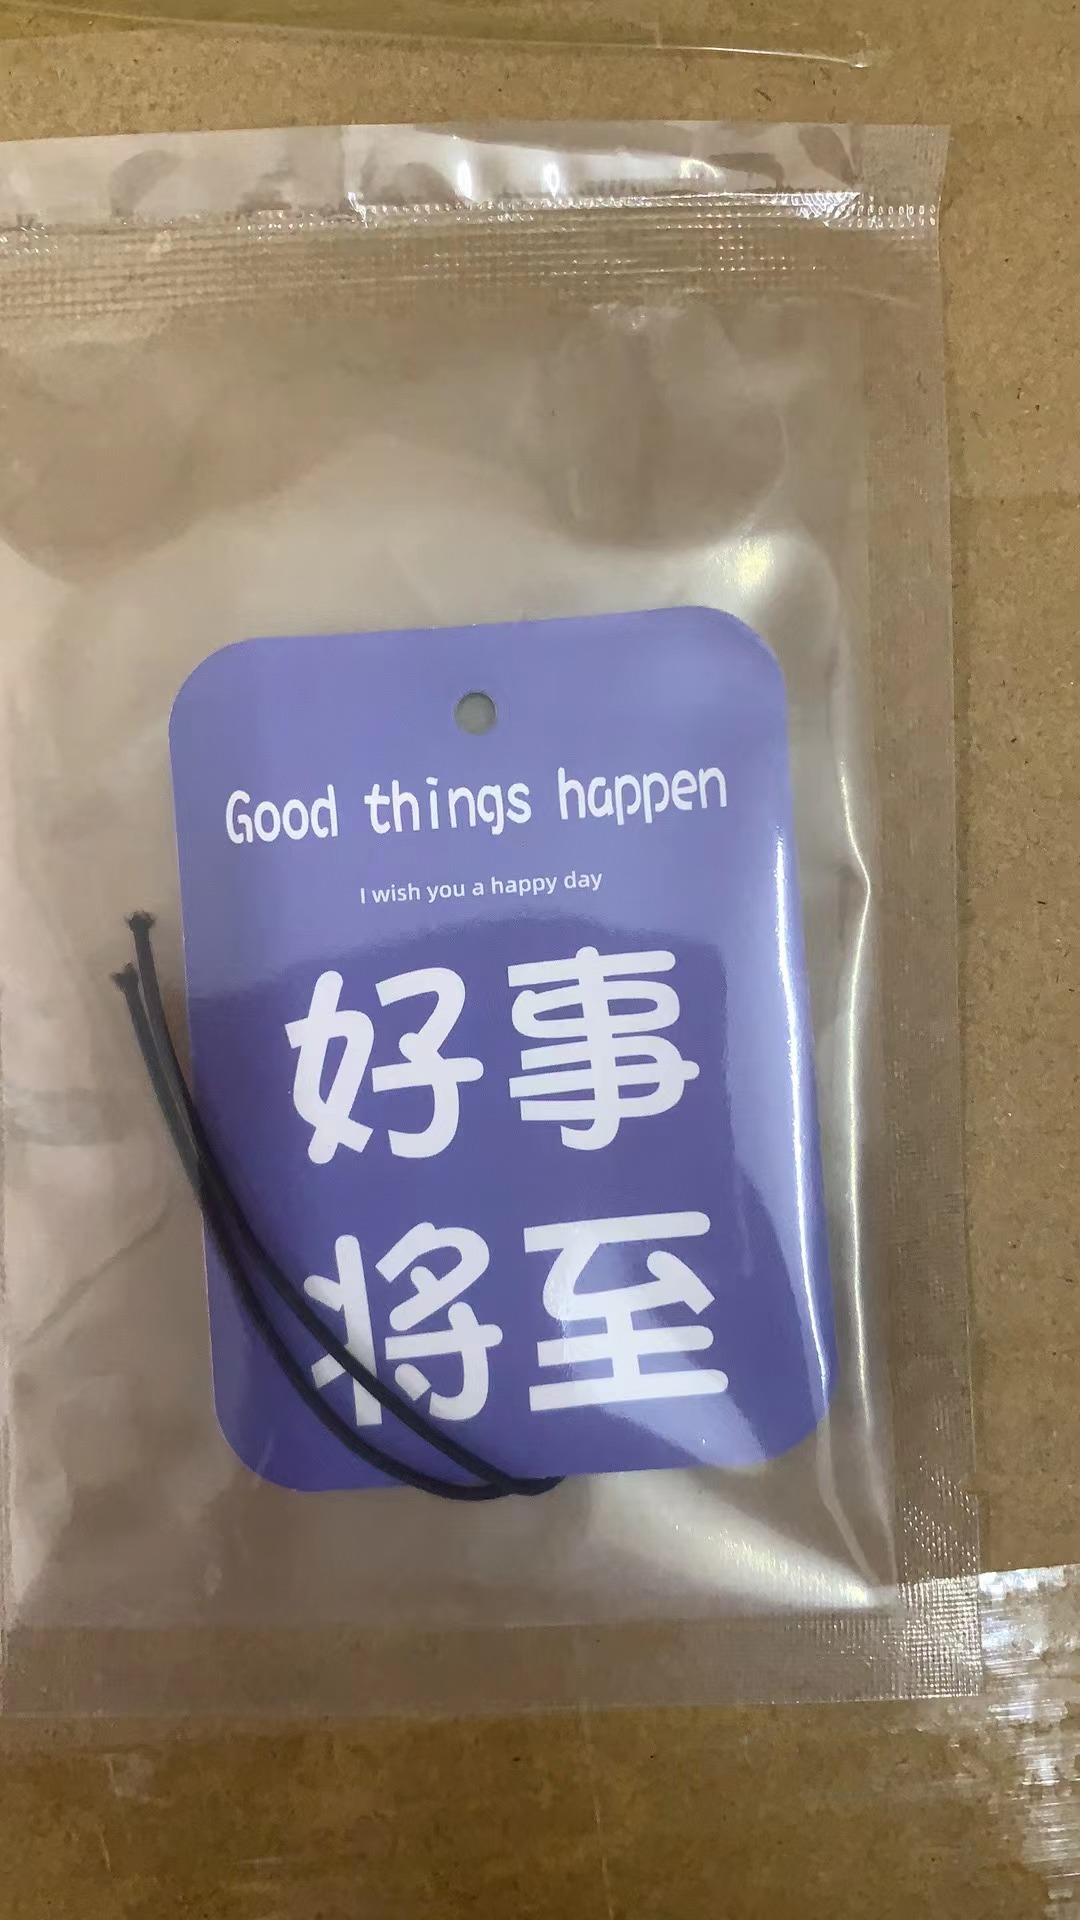 Good things happen
I wish you a happy day
好事
将至